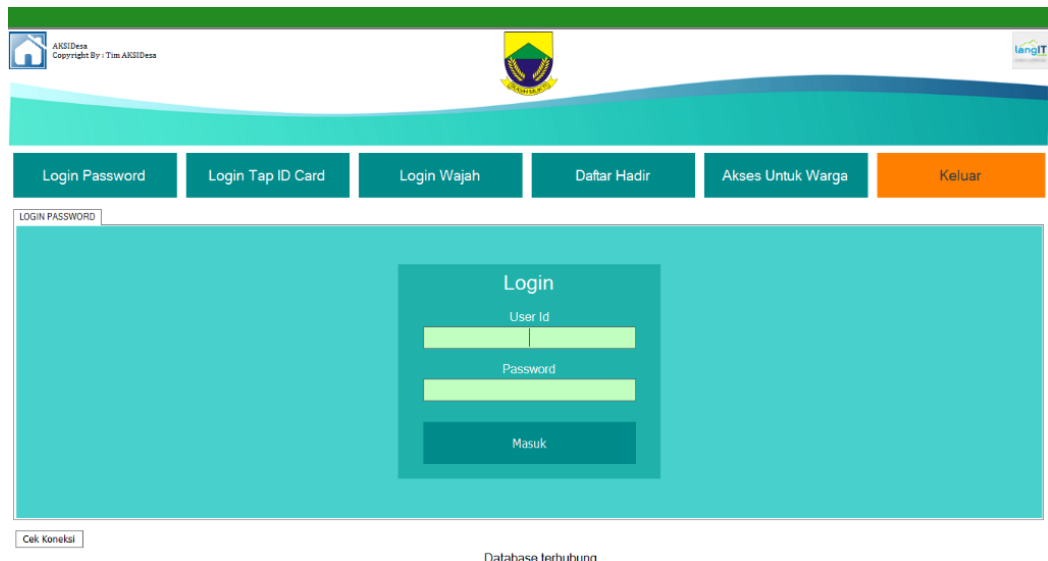 AKSIDesa
Copyright By : Tim AKSIDesa
langIT
Login Password
Login Tap ID Card
Login Wajah
Daftar Hadir
Akses Untuk Warga
Keluar
LOGIN PASSWORD
Login
User Id
Password
Masuk
Cek Koneksi
Database terhubung